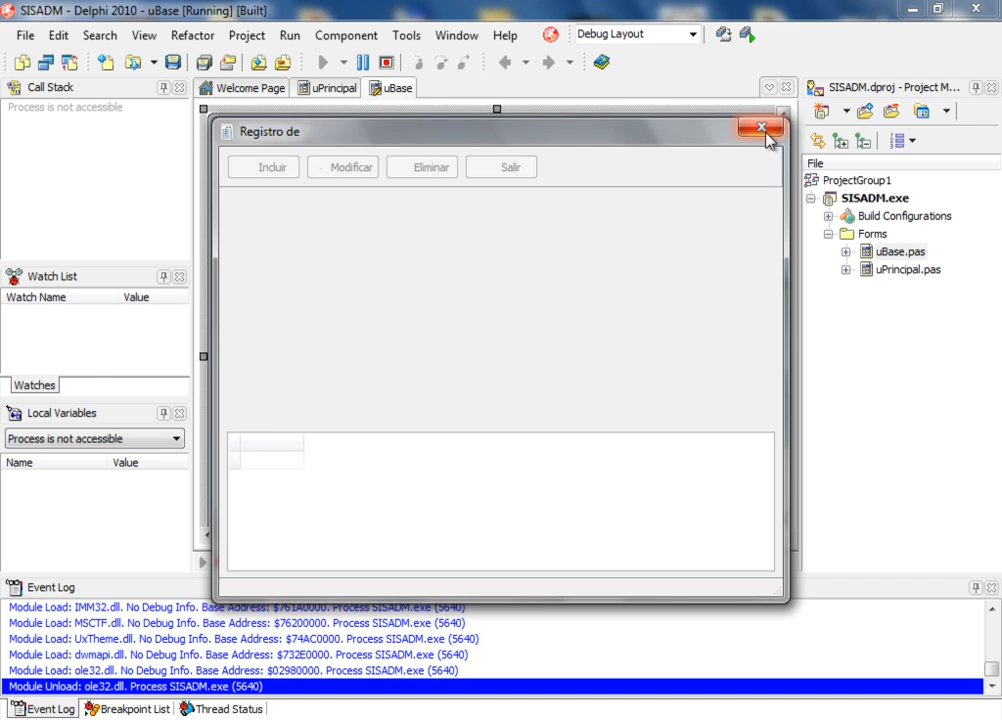 SISADM - Delphi 2010 - uBase [Running] [Built]
File Edit Search View Refactor Project Run Component Tools Window Help Debug Layout
Call Stack
Process is not accessible
Welcome Page uPrincipal uBase
SISADM.dproj - Project M...
File
ProjectGroup1
SISADM.exe
Build Configurations
Forms
uBase.pas
uPrincipal.pas
Registro de
Incluir Modificar Eliminar Salir
Watch List
Watch Name Value
Watches
Local Variables
Process is not accessible
Name Value
Event Log
Module Load: IMM32.dll. No Debug Info. Base Address: $761A0000. Process SISADM.exe (5640)
Module Load: MSCTF.dll. No Debug Info. Base Address: $76200000. Process SISADM.exe (5640)
Module Load: UxTheme.dll. No Debug Info. Base Address: $74AC0000. Process SISADM.exe (5640)
Module Load: dwmapi.dll. No Debug Info. Base Address: $732E0000. Process SISADM.exe (5640)
Module Load: ole32.dll. No Debug Info. Base Address: $02980000. Process SISADM.exe (5640)
Module Unload: ole32.dll. Process SISADM.exe (5640)
Event Log Breakpoint List Thread Status